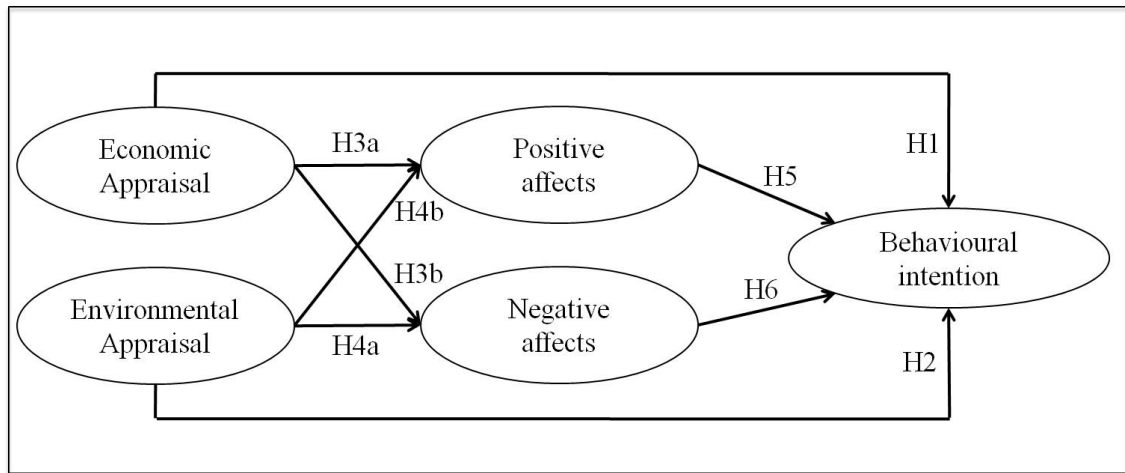 H1
Economic
Appraisal
H3a
Positive
affects
H5
H4b
Behavioural
intention
H3b
Environmental
Appraisal
H4a
Negative
affects
H6
H2